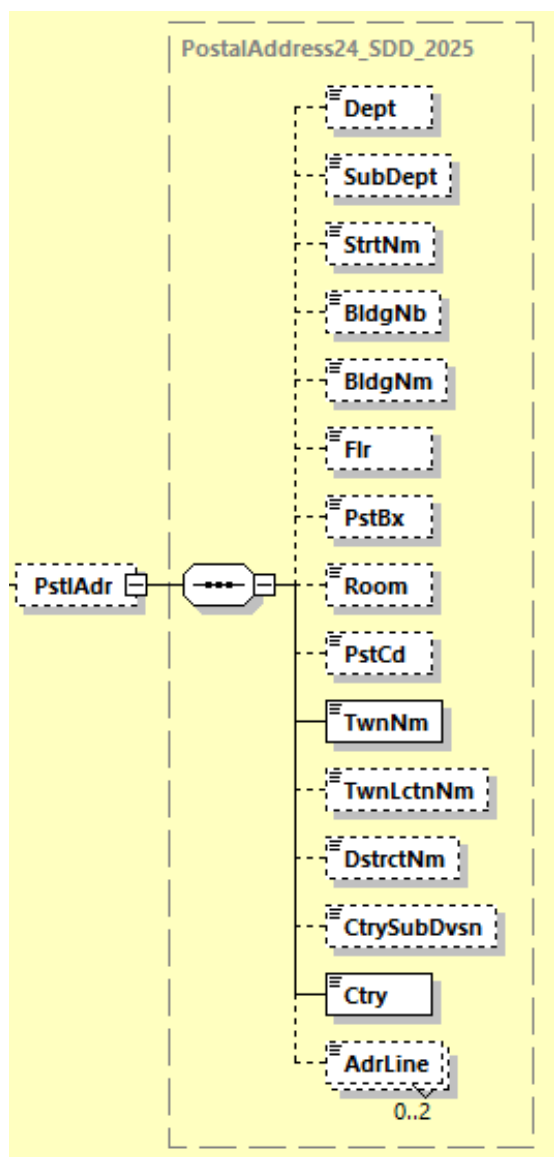 PostalAddress24_SDD_2025
Dept
SubDept
StrtNm
BldgNb
BldgNm
Flr
PstBx
PstlAdr
Room
PstCd
TwnNm
TwnLctnNm
DstrctNm
CtrySubDvsn
Ctry
AdrLine
0..2